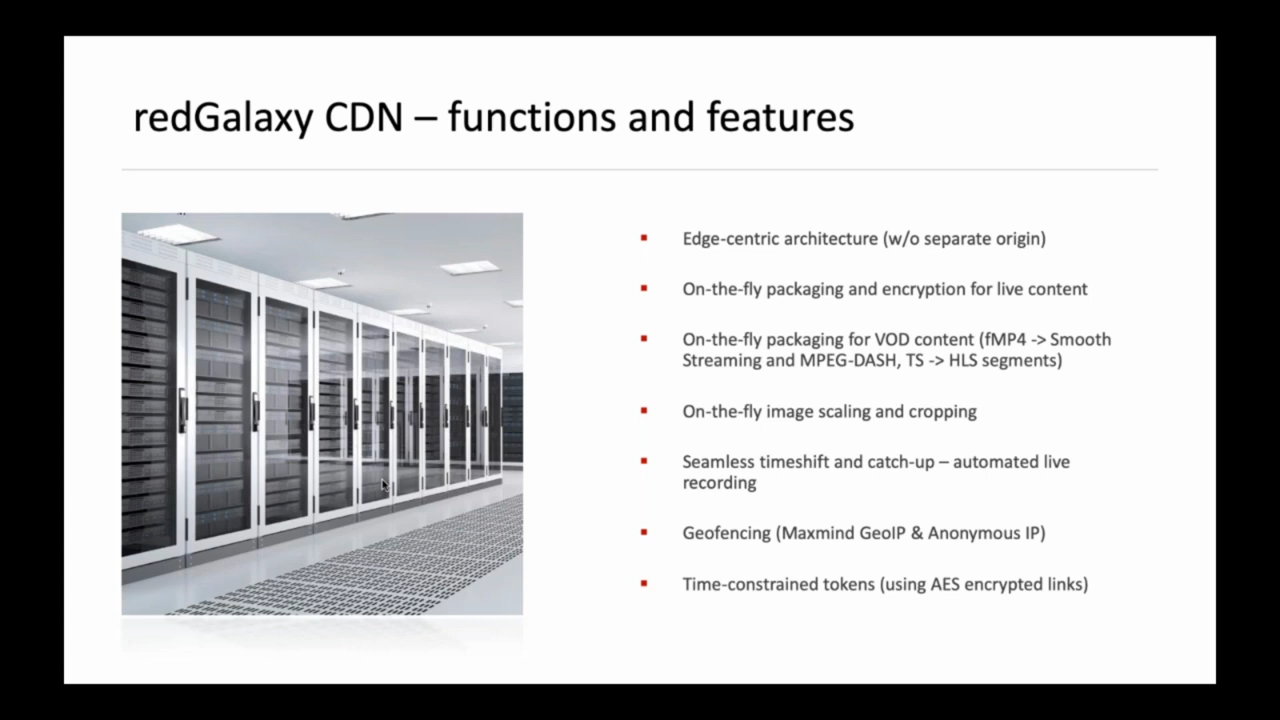 redGalaxy CDN – functions and features
Edge-centric architecture (w/o separate origin)
On-the-fly packaging and encryption for live content
On-the-fly packaging for VOD content (fMP4 -> Smooth
Streaming and MPEG-DASH, TS -> HLS segments)
On-the-fly image scaling and cropping
Seamless timeshift and catch-up – automated live
recording
Geofencing (Maxmind GeoIP & Anonymous IP)
Time-constrained tokens (using AES encrypted links)